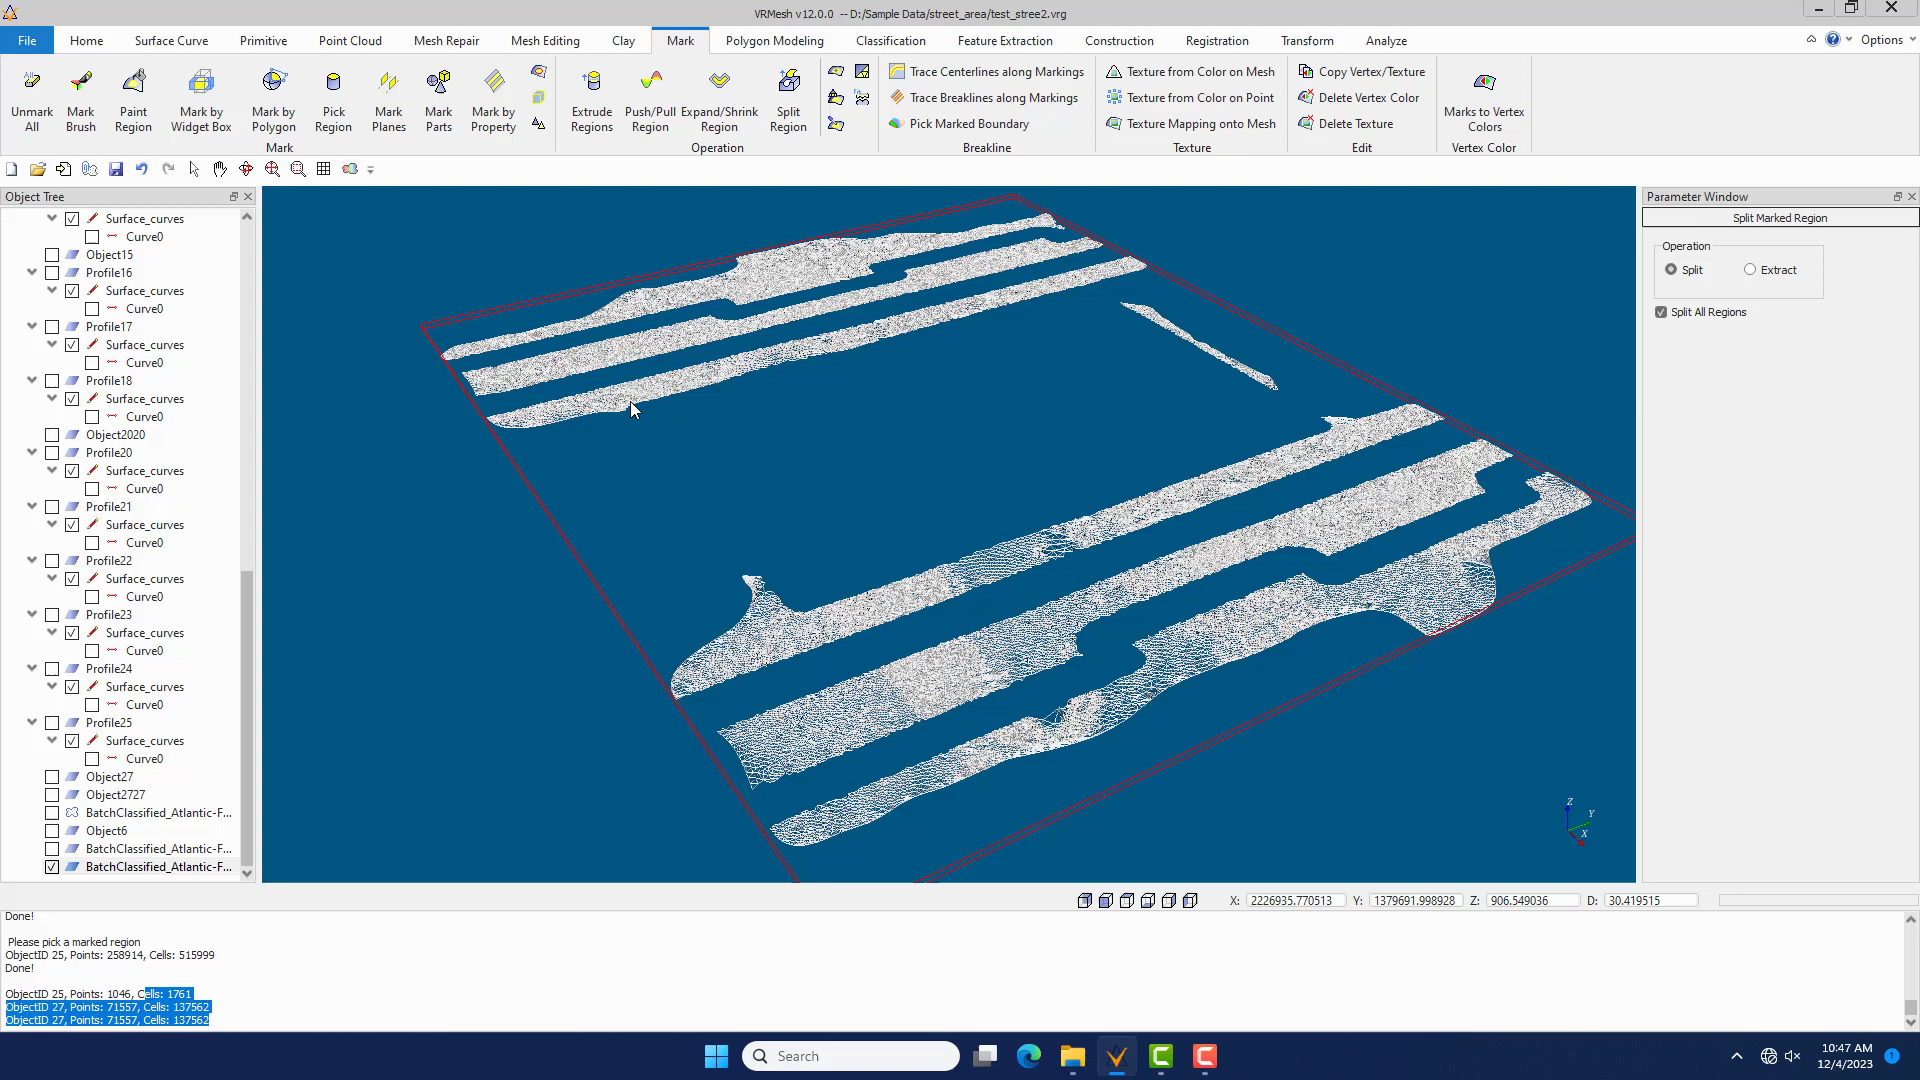 VRMesh v12.0.0 -- D:/Sample Data/street_area/test_stree2.vrg
File Home Surface Curve Primitive Point Cloud Mesh Repair Mesh Editing Clay Mark Polygon Modeling Classification Feature Extraction Construction Registration Transform Analyze Options
Unmark All
Mark Brush
Paint Region
Mark by Widget Box
Mark by Polygon
Pick Region
Mark Planes
Mark Parts
Mark by Property
Mark
Extrude Regions
Push/Pull Region
Expand/Shrink Region
Split Region
Operation
Trace Centerlines along Markings
Trace Breaklines along Markings
Pick Marked Boundary
Breakline
Texture from Color on Mesh
Texture from Color on Point
Texture Mapping onto Mesh
Texture
Copy Vertex/Texture
Delete Vertex Color
Delete Texture
Edit
Marks to Vertex Colors
Vertex Color
Object Tree
Surface_curves
Curve0
Object15
Profile16
Surface_curves
Curve0
Profile17
Surface_curves
Curve0
Profile18
Surface_curves
Curve0
Object2020
Profile20
Surface_curves
Curve0
Profile21
Surface_curves
Curve0
Profile22
Surface_curves
Curve0
Profile23
Surface_curves
Curve0
Profile24
Surface_curves
Curve0
Profile25
Surface_curves
Curve0
Object27
Object2727
BatchClassified_Atlantic-F...
Object6
BatchClassified_Atlantic-F...
BatchClassified_Atlantic-F...
Z
Y
X
Parameter Window
Split Marked Region
Operation
Split Extract
Split All Regions
X: 2226935.770513 Y: 1379691.998928 Z: 906.549036 D: 30.419515
Done!
Please pick a marked region
ObjectID 25, Points: 258914, Cells: 515999
Done!
ObjectID 25, Points: 1046, Cells: 1761
ObjectID 27, Points: 71557, Cells: 137562
ObjectID 27, Points: 71557, Cells: 137562
Search
10:47 AM
12/4/2023
1